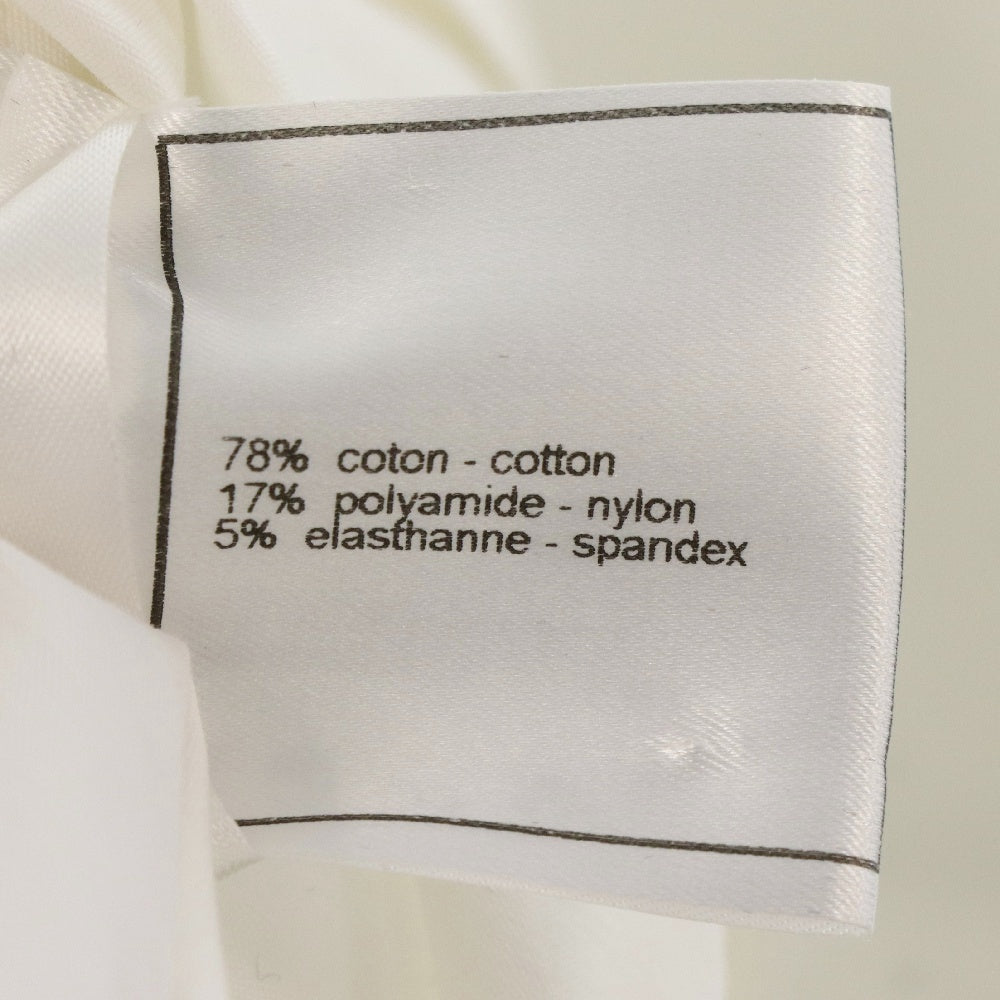 78% coton - cotton
17% polyamide - nylon
5% elasthanne - spandex